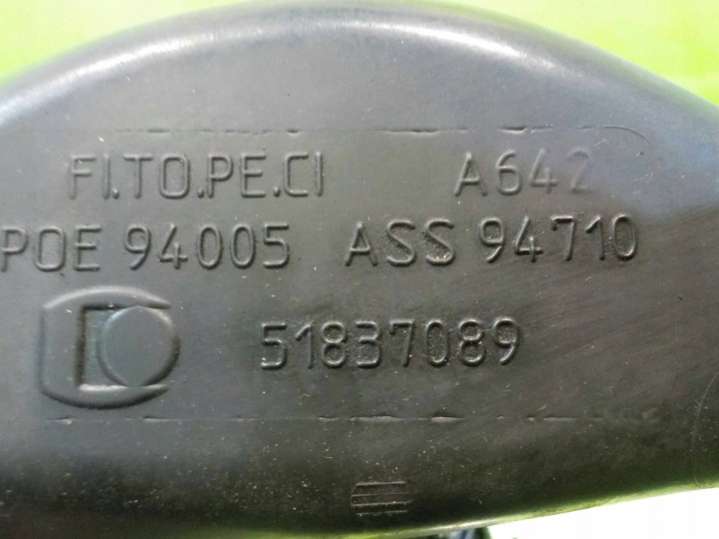 FI.TO.PE.CI A642
POE 94005 ASS 94710
51837089